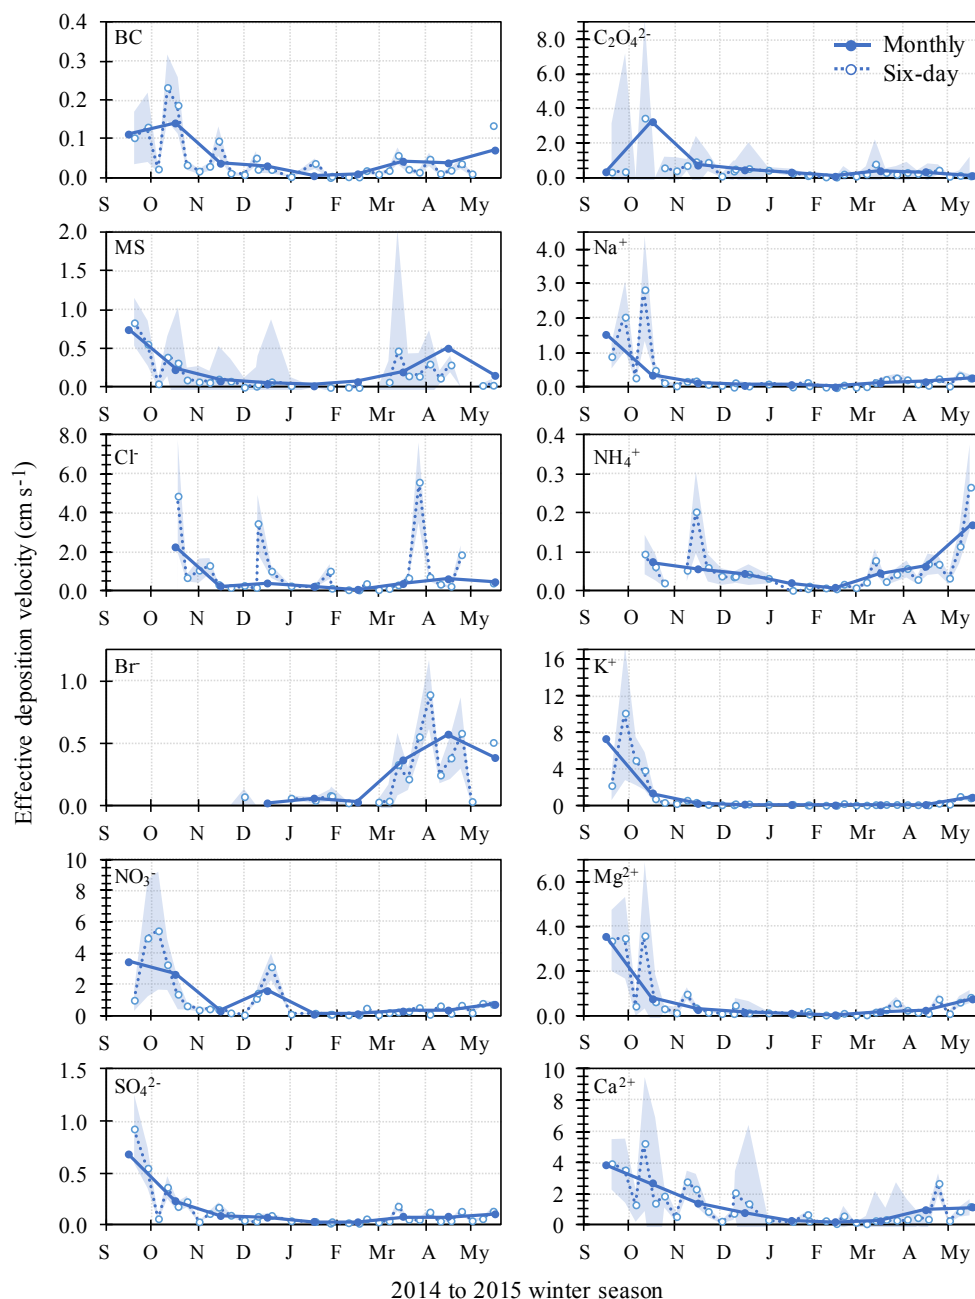 Effective deposition velocity (cm s⁻¹)
BC
0.4
0.3
0.2
0.1
0.0
S O N D J F Mr A My
C₂O₄²⁻
Monthly
Six-day
8.0
6.0
4.0
2.0
0.0
S O N D J F Mr A My
MS
2.0
1.5
1.0
0.5
0.0
S O N D J F Mr A My
Na⁺
4.0
3.0
2.0
1.0
0.0
S O N D J F Mr A My
Cl⁻
8.0
6.0
4.0
2.0
0.0
S O N D J F Mr A My
NH₄⁺
0.4
0.3
0.2
0.1
0.0
S O N D J F Mr A My
Br⁻
1.0
0.5
0.0
S O N D J F Mr A My
K⁺
16
12
8
4
0
S O N D J F Mr A My
NO₃⁻
10
8
6
4
2
0
S O N D J F Mr A My
Mg²⁺
6.0
4.0
2.0
0.0
S O N D J F Mr A My
SO₄²⁻
1.5
1.0
0.5
0.0
S O N D J F Mr A My
Ca²⁺
10
8
6
4
2
0
S O N D J F Mr A My
2014 to 2015 winter season